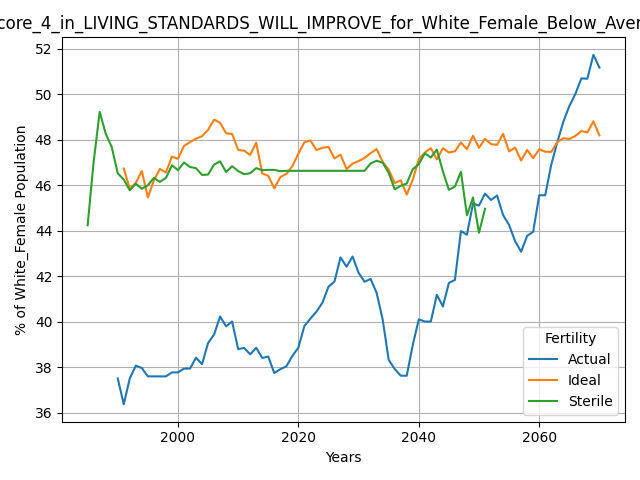 core_4_in_LIVING_STANDARDS_WILL_IMPROVE_for_White_Female_Below_Aver
52
50
48
46
44
42
40
38
36
% of White_Female Population
2000
2020
2040
2060
Years
Fertility
Actual
Ideal
Sterile